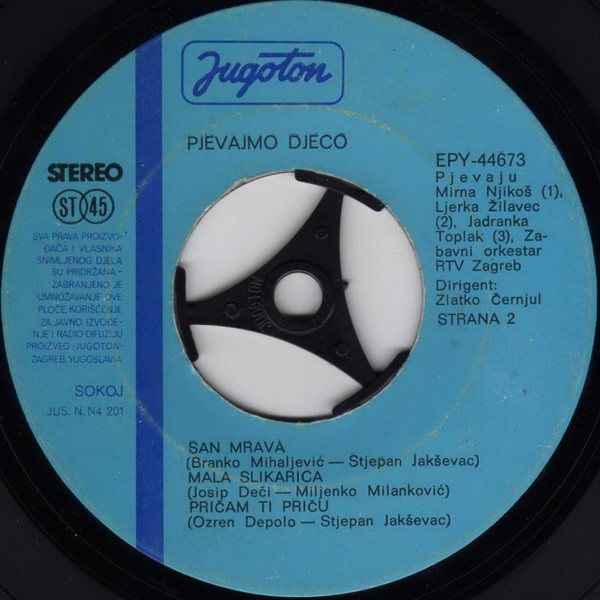 Jugoton
PJEVAJMO DJECO
STEREO
ST 45
SVA PRAVA PROIZVO-
ĐAČA I VLASNIKA
SNIMLJENOG DJELA
SU PRIDRŽANA –
ZABRANJENO JE
UMNOŽAVANJE OVE
PLOČE, KORIŠĆENJE
ZA JAVNO IZVOĐE-
NJE I RADIO-DIFUZIJU
PROIZVEO -JUGOTON-
ZAGREB, YUGOSLAVIA
SOKOJ
JUS. N. N4 201
EPY-44673
Pjevaju
Mirna Njikoš (1),
Ljerka Žilavec
(2), Jadranka
Toplak (3), Za-
bavni orkestar
RTV Zagreb
Dirigent:
Zlatko Černjul
STRANA 2
JUGOTON
JUGOTON
SAN MRAVA
(Branko Mihaljević — Stjepan Jakševac)
MALA SLIKARICA
(Josip Deči — Miljenko Milanković)
PRIČAM TI PRIČU
(Ozren Depolo — Stjepan Jakševac)